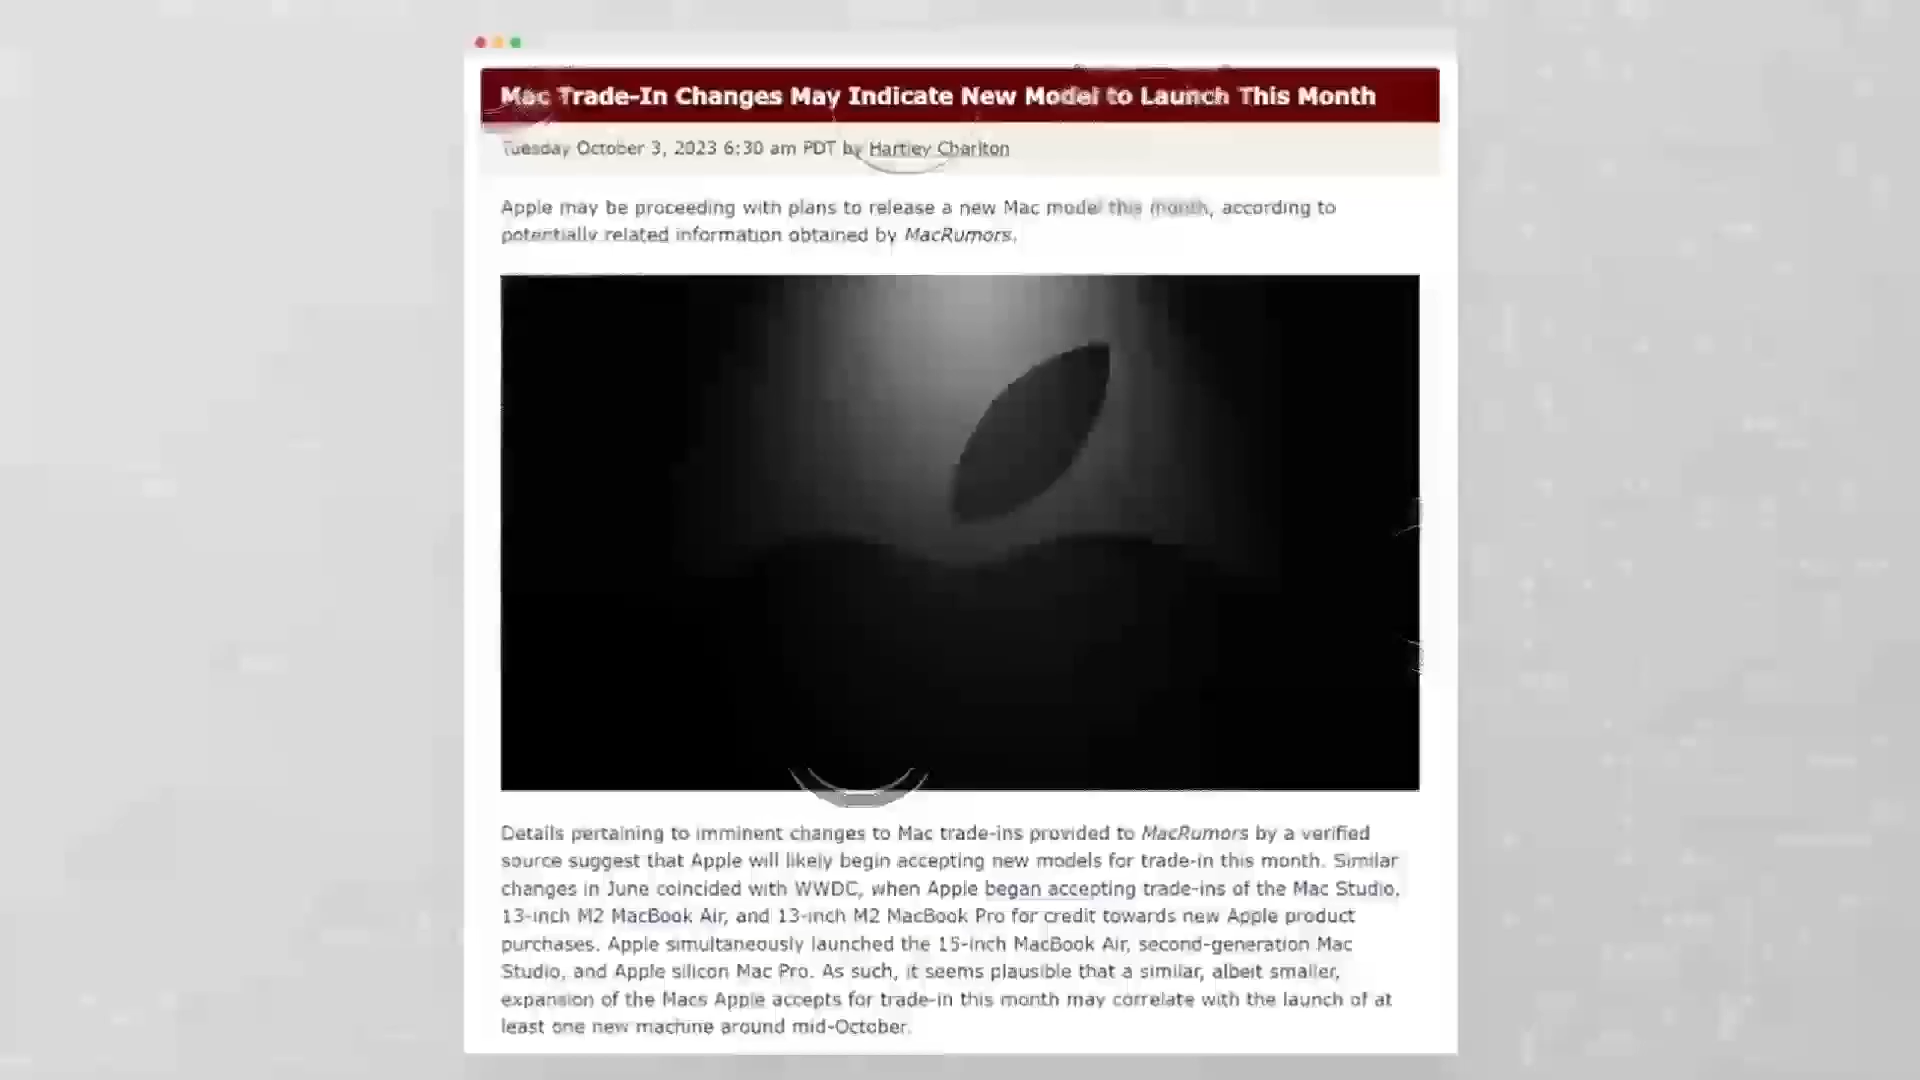 Mac Trade-In Changes May Indicate New Model to Launch This Month
Tuesday October 3, 2023 6:30 am PDT by Hartley Charlton
Apple may be proceeding with plans to release a new Mac model this month, according to
potentially related information obtained by MacRumors.
Details pertaining to imminent changes to Mac trade-ins provided to MacRumors by a verified
source suggest that Apple will likely begin accepting new models for trade-in this month. Similar
changes in June coincided with WWDC, when Apple began accepting trade-ins of the Mac Studio,
13-inch M2 MacBook Air, and 13-inch M2 MacBook Pro for credit towards new Apple product
purchases. Apple simultaneously launched the 15-inch MacBook Air, second-generation Mac
Studio, and Apple silicon Mac Pro. As such, it seems plausible that a similar, albeit smaller,
expansion of the Macs Apple accepts for trade-in this month may correlate with the launch of at
least one new machine around mid-October.